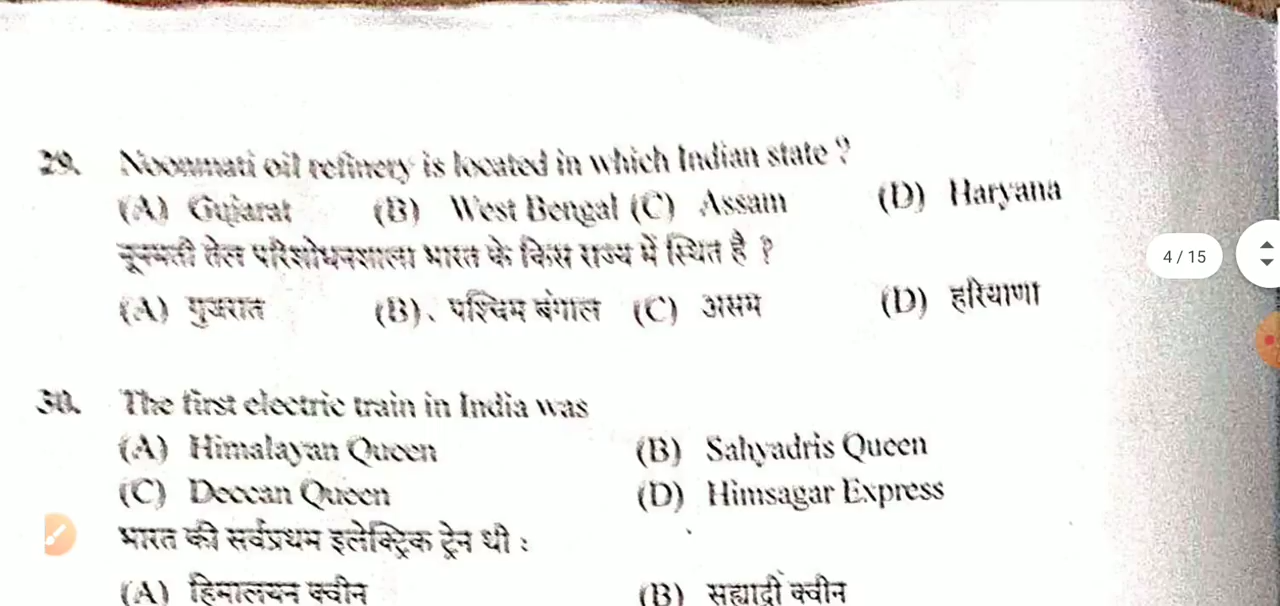 29. Noonmati oil refinery is located in which Indian state ?
(A) Gujarat (B) West Bengal (C) Assam (D) Haryana
नूनमती तेल परिशोधनशाला भारत के किस राज्य में स्थित है ?
(A) गुजरात (B) पश्चिम बंगाल (C) असम (D) हरियाणा
4 / 15
30. The first electric train in India was
(A) Himalayan Queen (B) Sahyadris Queen
(C) Deccan Queen (D) Himsagar Express
भारत की सर्वप्रथम इलेक्ट्रिक ट्रेन थी :
(A) हिमालयन क्वीन (B) सह्याद्री क्वीन